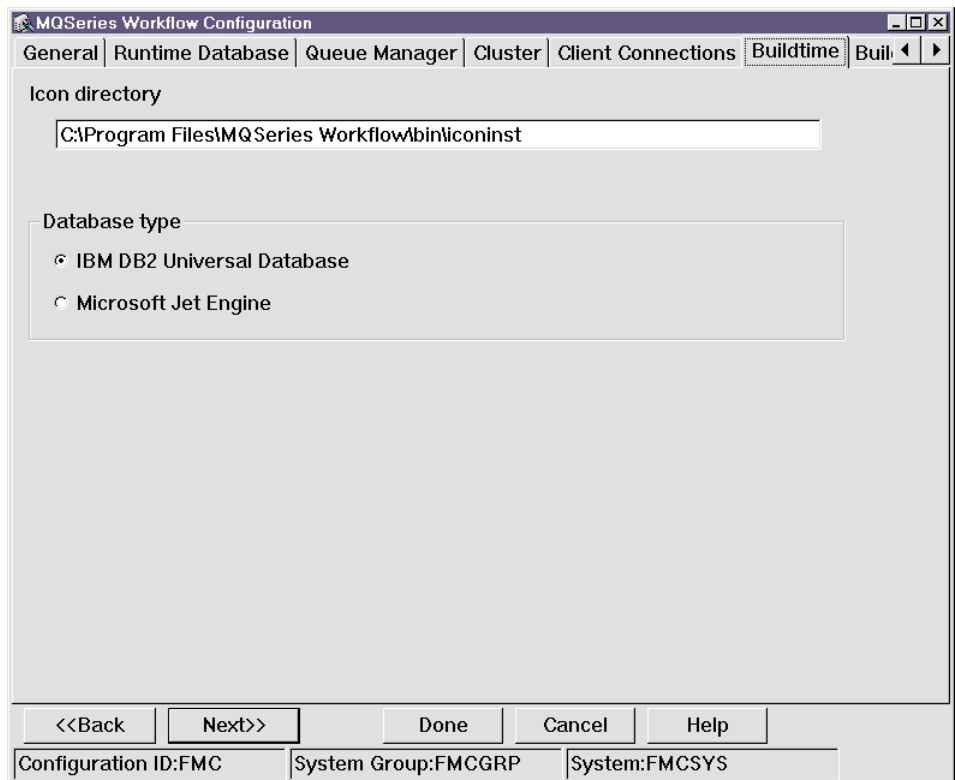 MQSeries Workflow Configuration
General Runtime Database Queue Manager Cluster Client Connections Buildtime Buil
Icon directory
C:\Program Files\MQSeries Workflow\bin\iconinst
Database type
IBM DB2 Universal Database
Microsoft Jet Engine
<<Back Next>> Done Cancel Help
Configuration ID:FMC System Group:FMCGRP System:FMCSYS